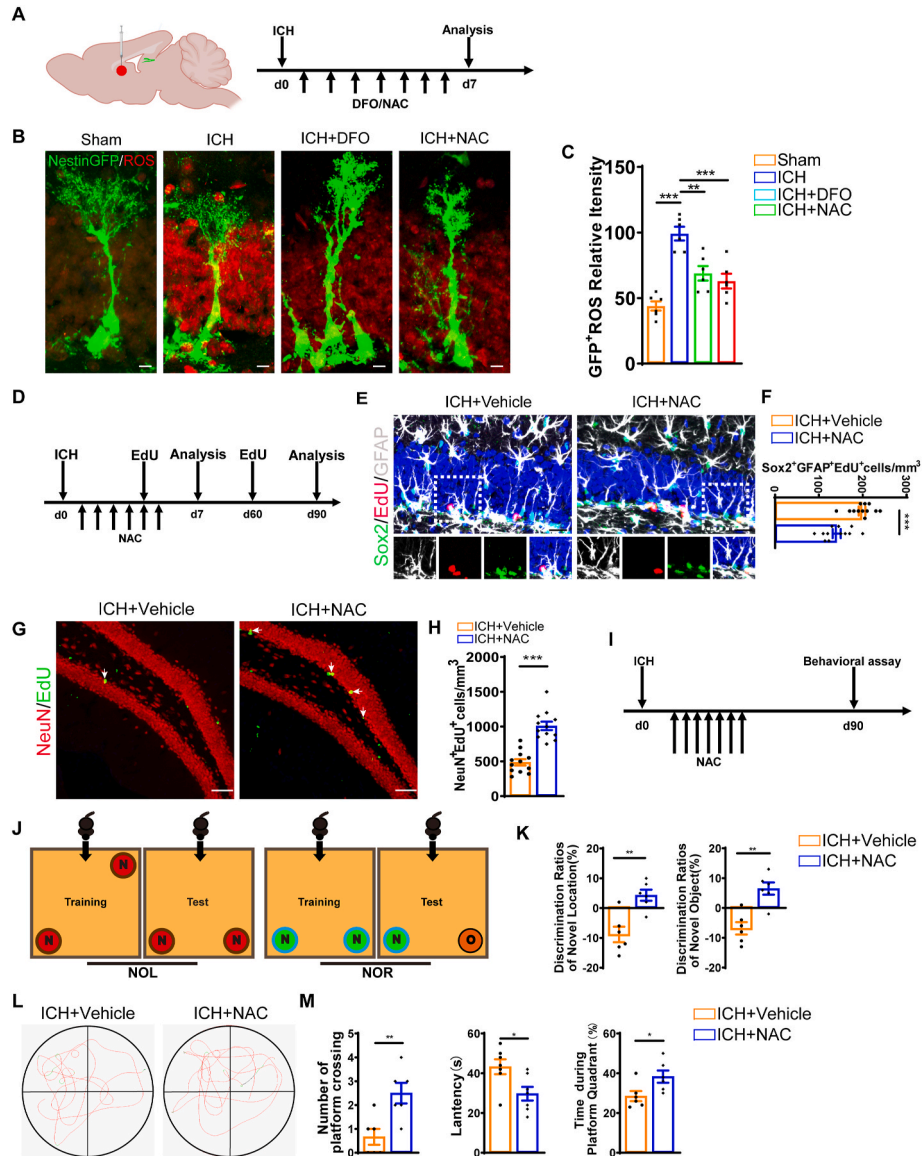 A
ICH
Analysis
d0
d7
DFO/NAC
B
Sham
ICH
ICH+DFO
ICH+NAC
NestinGFP/ROS
C
GFP+ROS Relative Itensity
150
100
50
0
***
**
***
Sham
ICH
ICH+DFO
ICH+NAC
D
ICH
EdU
Analysis
EdU
Analysis
d0
d7
d60
d90
NAC
E
ICH+Vehicle
ICH+NAC
Sox2/EdU/GFAP
F
ICH+Vehicle
ICH+NAC
Sox2+GFAP+EdU+cells/mm3
0
100
200
300
***
G
ICH+Vehicle
ICH+NAC
NeuN/EdU
H
ICH+Vehicle
ICH+NAC
NeuN+EdU+cells/mm3
2000
1500
1000
500
0
***
I
ICH
Behavioral assay
d0
d90
NAC
J
N
Training
N
Test
N
N
NOL
Training
N
N
Test
N
O
NOR
K
Discrimination Ratios
of Novel Location(%)
20
10
0
-10
-20
**
Discrimination Ratios
of Novel Object(%)
20
10
0
-10
-20
**
ICH+Vehicle
ICH+NAC
L
ICH+Vehicle
ICH+NAC
M
Number of
platform crossing
5
4
3
2
1
0
**
Lantency(s)
60
40
20
0
*
Time during
Platform Quadrant (%)
60
40
20
0
*
ICH+Vehicle
ICH+NAC